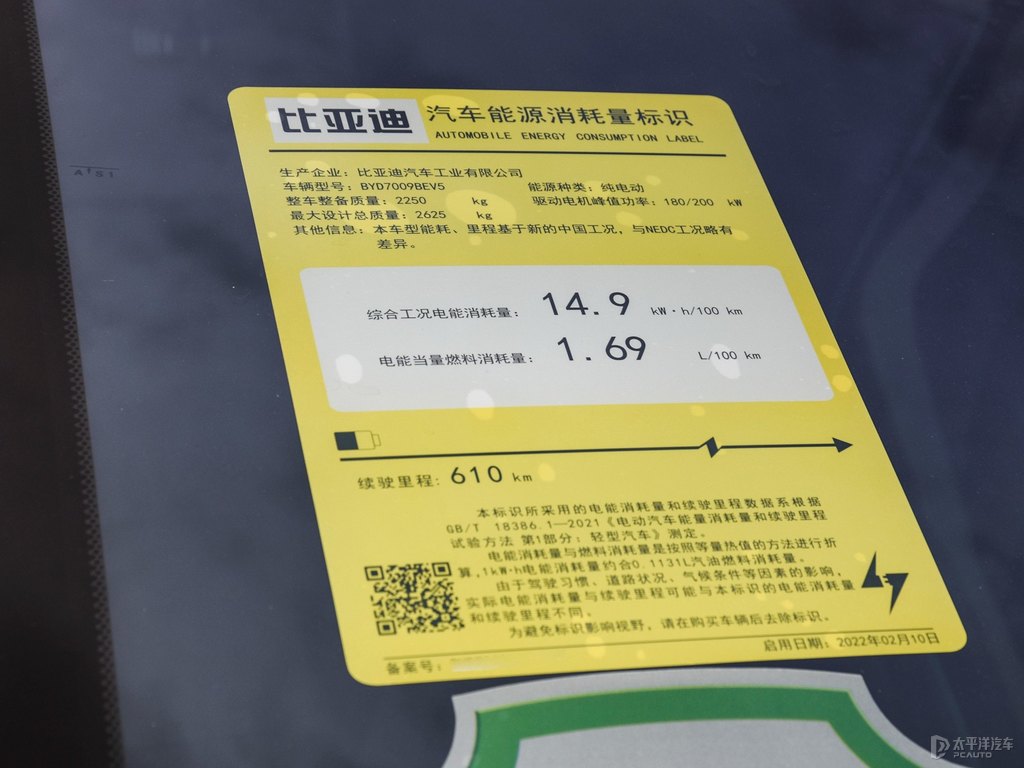 比亚迪 汽车能源消耗量标识
AUTOMOBILE ENERGY CONSUMPTION LABEL
生产企业：比亚迪汽车工业有限公司
车辆型号：BYD7009BEV5 能源种类：纯电动
整车整备质量：2250 kg 驱动电机峰值功率：180/200 kW
最大设计总质量：2625 kg
其他信息：本车型能耗、里程基于新的中国工况，与NEDC工况略有
差异。
综合工况电能消耗量： 14.9 kW·h/100 km
电能当量燃料消耗量： 1.69 L/100 km
续驶里程：610 km
本标识所采用的电能消耗量和续驶里程数据系根据
GB/T 18386.1—2021《电动汽车能量消耗量和续驶里程
试验方法 第1部分：轻型汽车》测定。
电能消耗量与燃料消耗量是按照等量热值的方法进行折
算,1kW·h电能消耗量约合0.1131L汽油燃料消耗量。
由于驾驶习惯、道路状况、气候条件等因素的影响，
实际电能消耗量与续驶里程可能与本标识的电能消耗量
和续驶里程不同。
为避免标识影响视野，请在购买车辆后去除标识。
备案号： 启用日期：2022年02月10日
太平洋汽车
PCAUTO